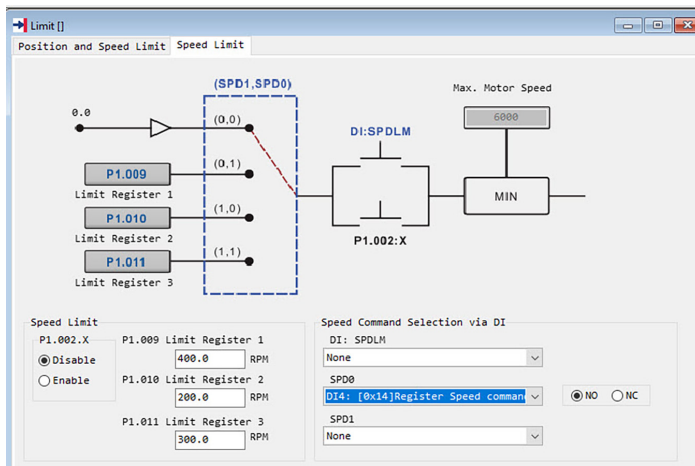 Limit []
Position and Speed Limit Speed Limit
(SPD1,SPD0)
Max. Motor Speed
0.0
(0,0)
6000
DI:SPDLM
P1.009
(0,1)
Limit Register 1
MIN
P1.010
(1,0)
Limit Register 2
P1.002:X
P1.011
(1,1)
Limit Register 3
Speed Limit
P1.002.X
Disable
Enable
P1.009 Limit Register 1
400.0 RPM
P1.010 Limit Register 2
200.0 RPM
P1.011 Limit Register 3
300.0 RPM
Speed Command Selection via DI
DI: SPDLM
None
SPD0
DI4: [0x14]Register Speed comman
NO NC
SPD1
None